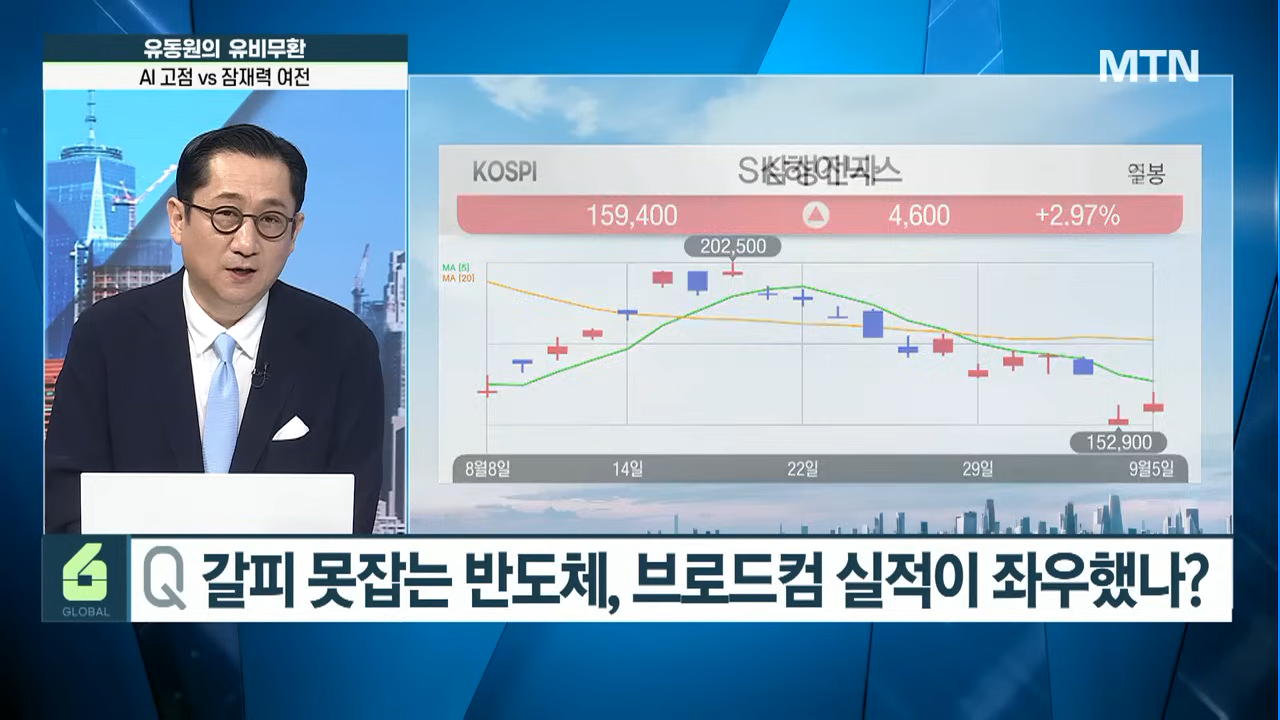 유동원의 유비무환
AI 고점 vs 잠재력 여전
MTN
KOSPI
159,400 4,600 +2.97%
202,500
MA [5]
MA [20]
152,900
8월8일 14일 22일 29일 9월5일
GLOBAL
Q 갈피 못잡는 반도체, 브로드컴 실적이 좌우했나?